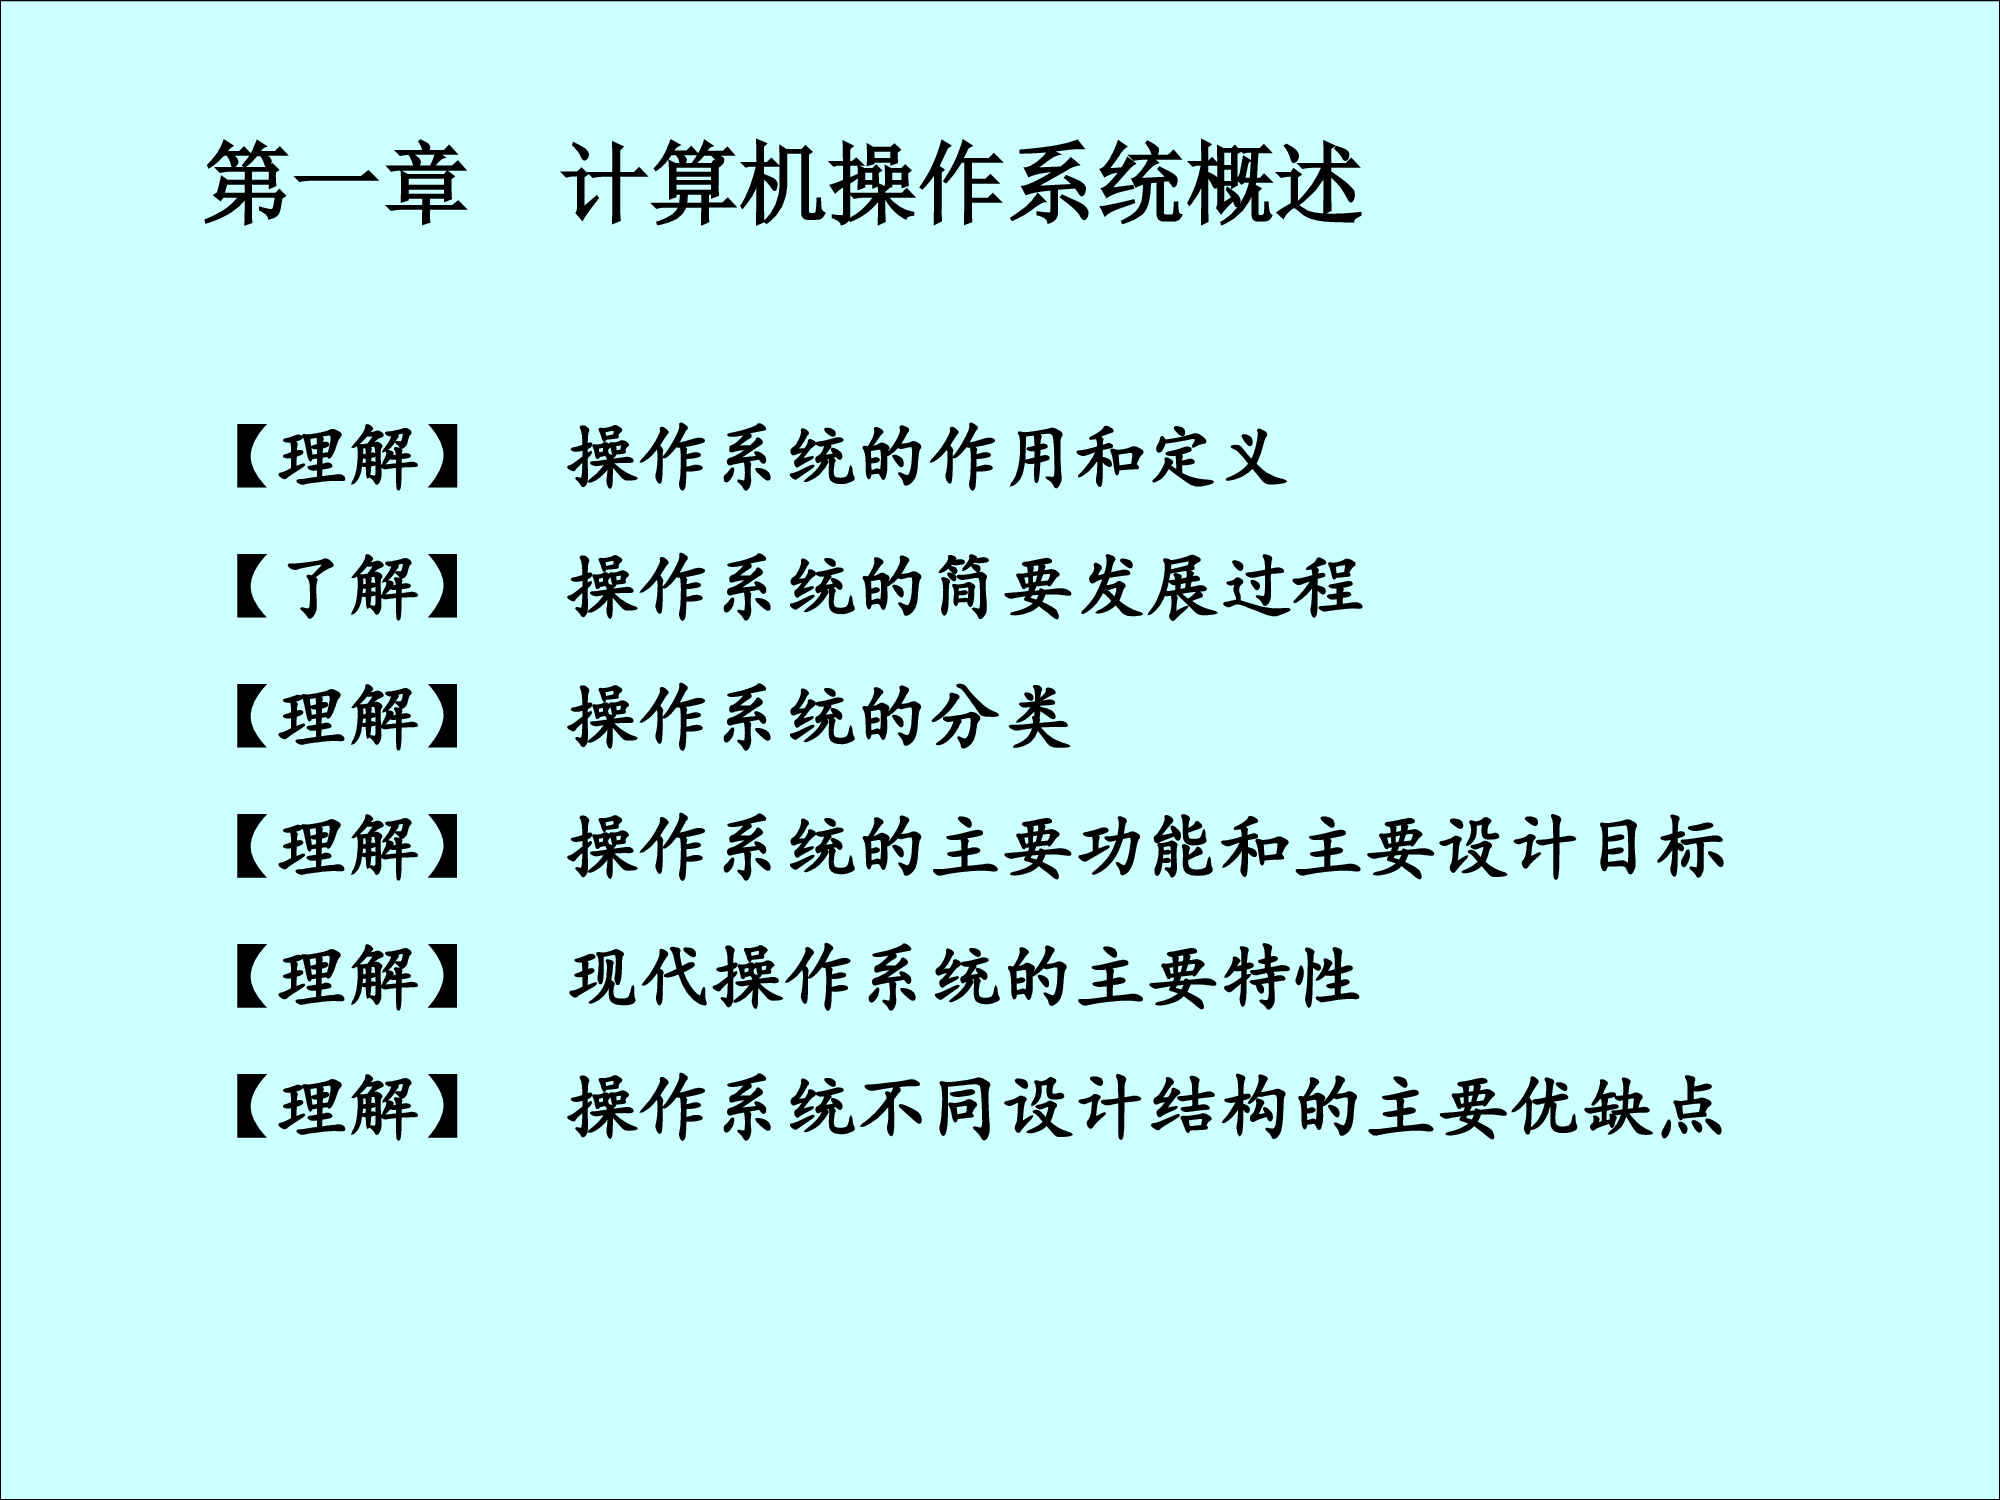 第一章　计算机操作系统概述
【理解】　操作系统的作用和定义
【了解】　操作系统的简要发展过程
【理解】　操作系统的分类
【理解】　操作系统的主要功能和主要设计目标
【理解】　现代操作系统的主要特性
【理解】　操作系统不同设计结构的主要优缺点